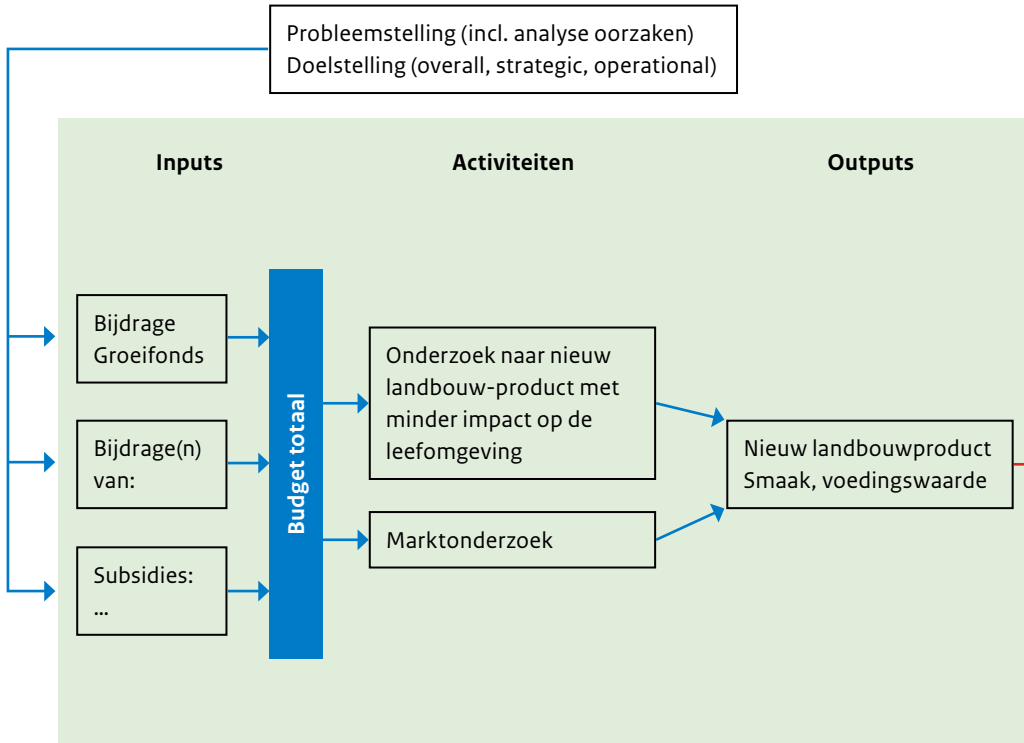 Probleemstelling (incl. analyse oorzaken)
Doelstelling (overall, strategic, operational)
Inputs
Activiteiten
Outputs
Bijdrage
Groeifonds
Bijdrage(n)
van:
Subsidies:
...
Budget totaal
Onderzoek naar nieuw
landbouw-product met
minder impact op de
leefomgeving
Marktonderzoek
Nieuw landbouwproduct
Smaak, voedingswaarde